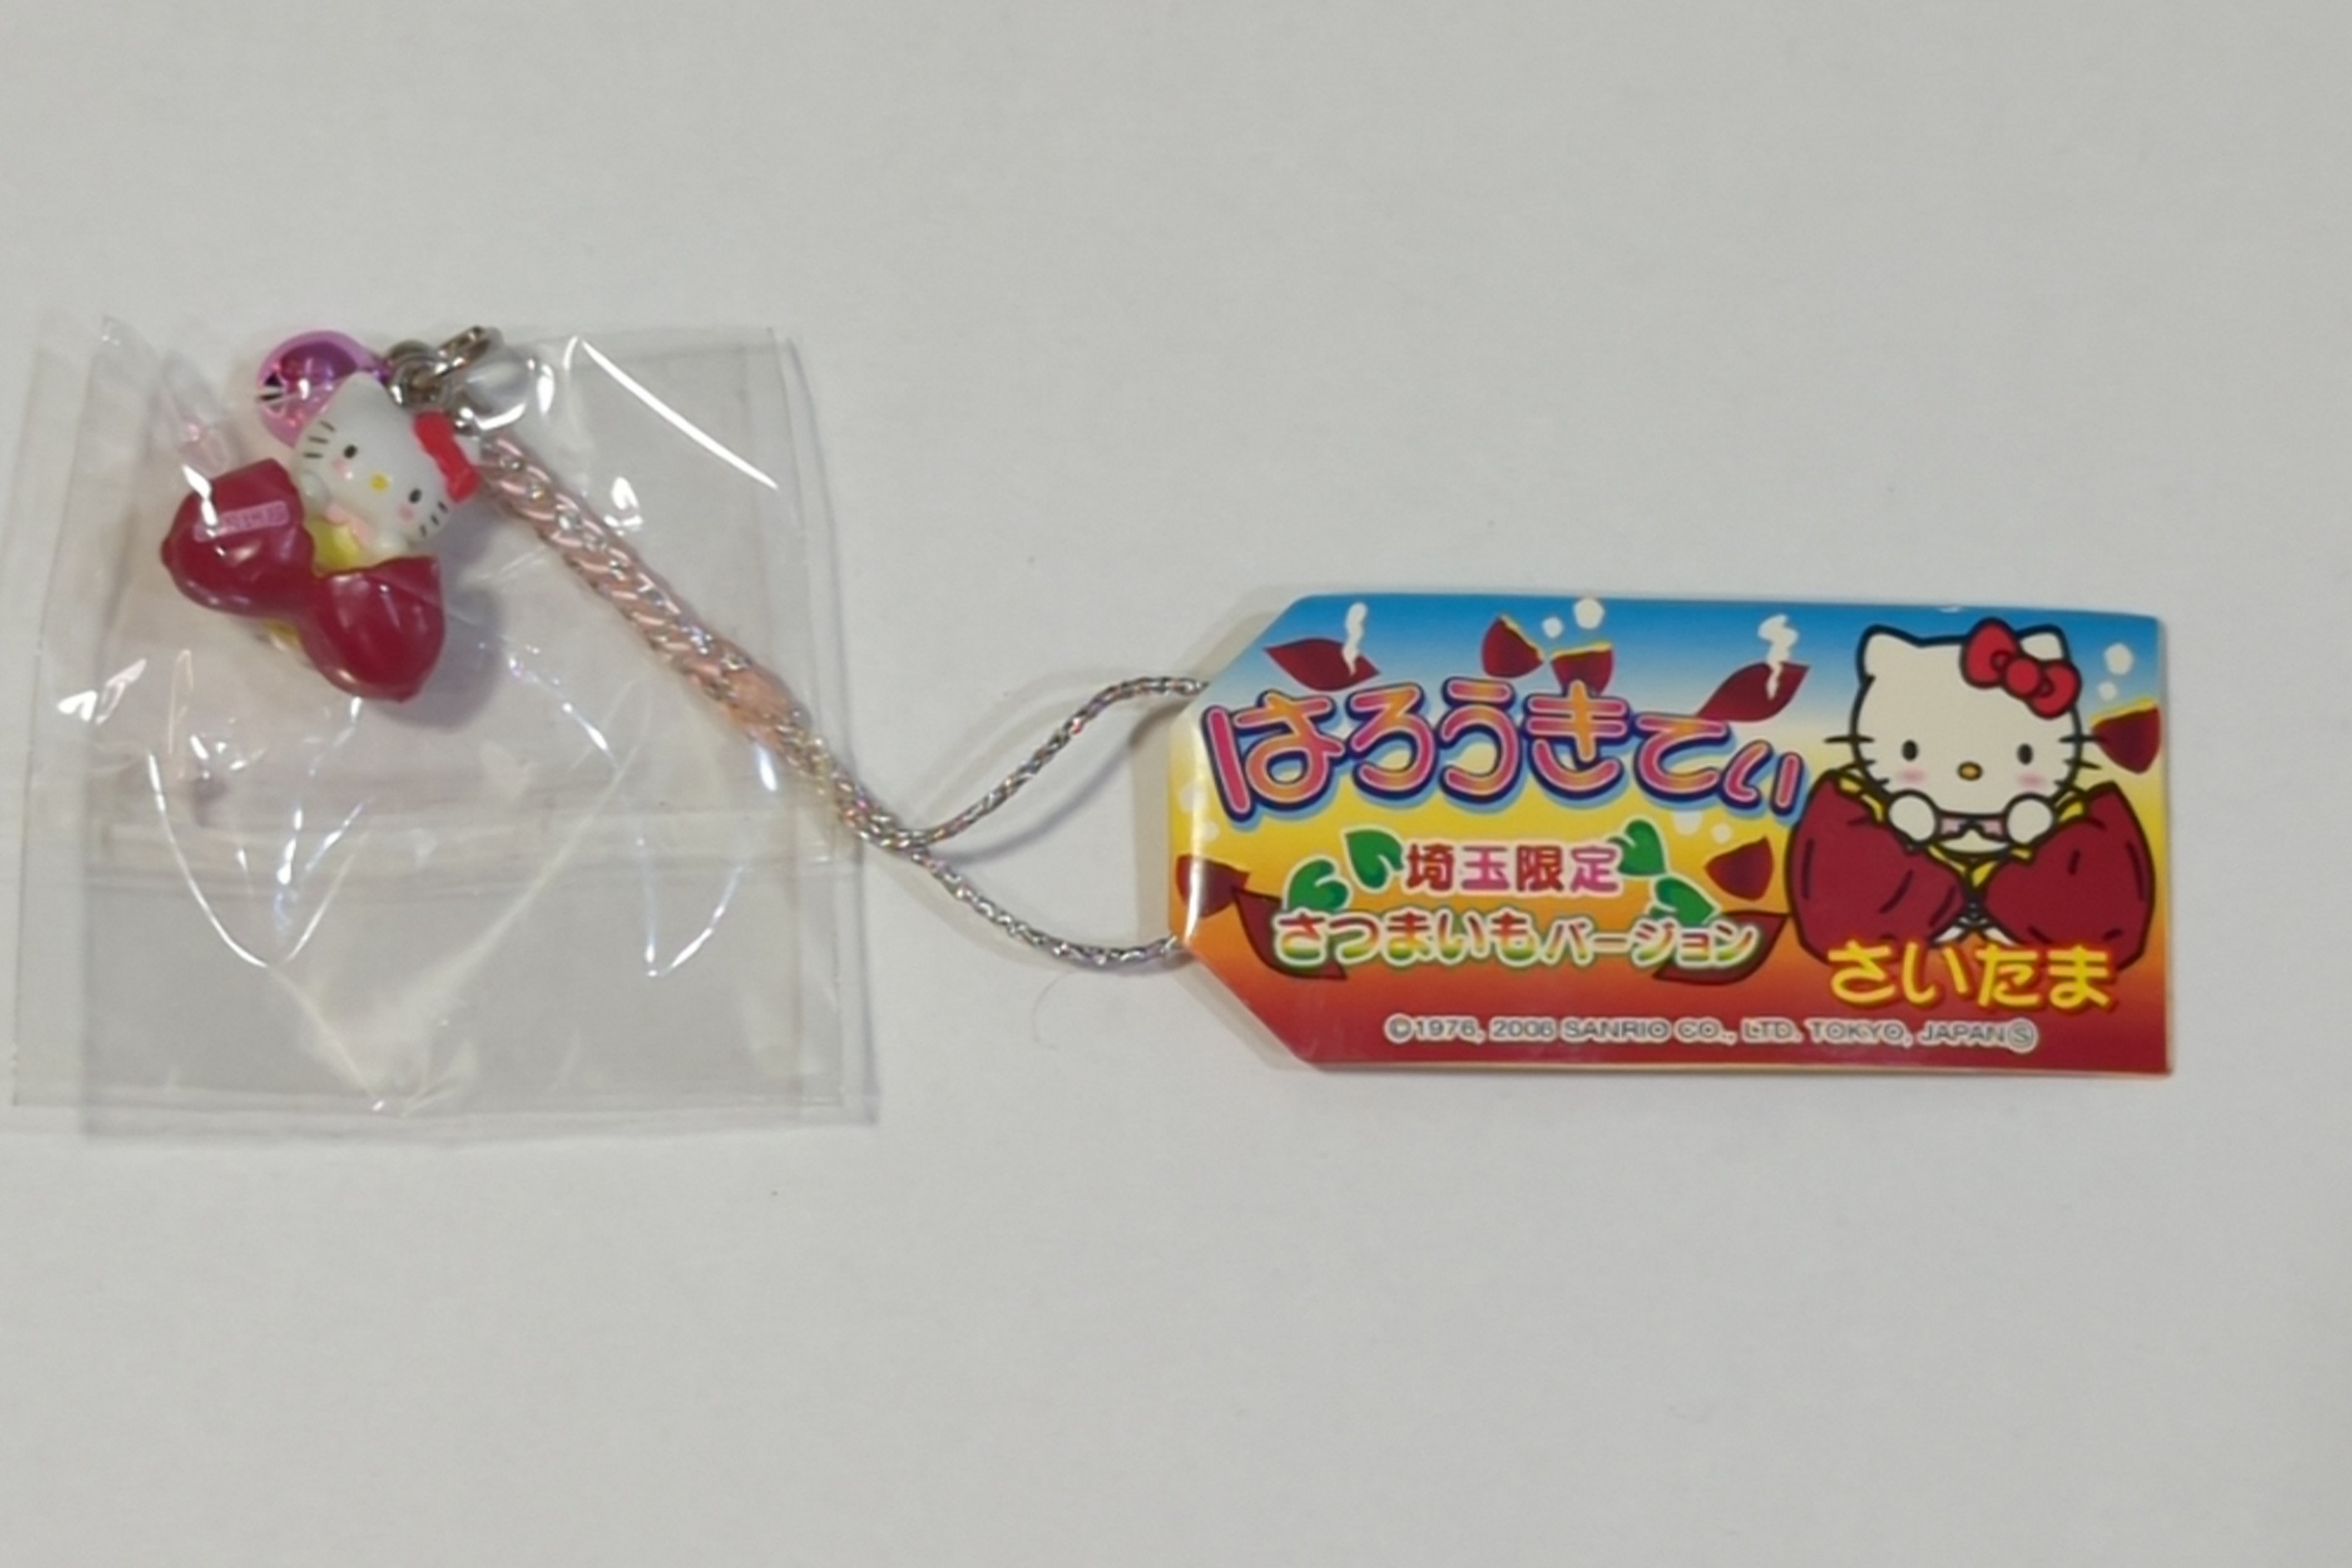 はろうきてぃ
埼玉限定
さつまいもバージョン
さいたま
©1976, 2006 SANRIO CO., LTD. TOKYO, JAPAN Ⓢ